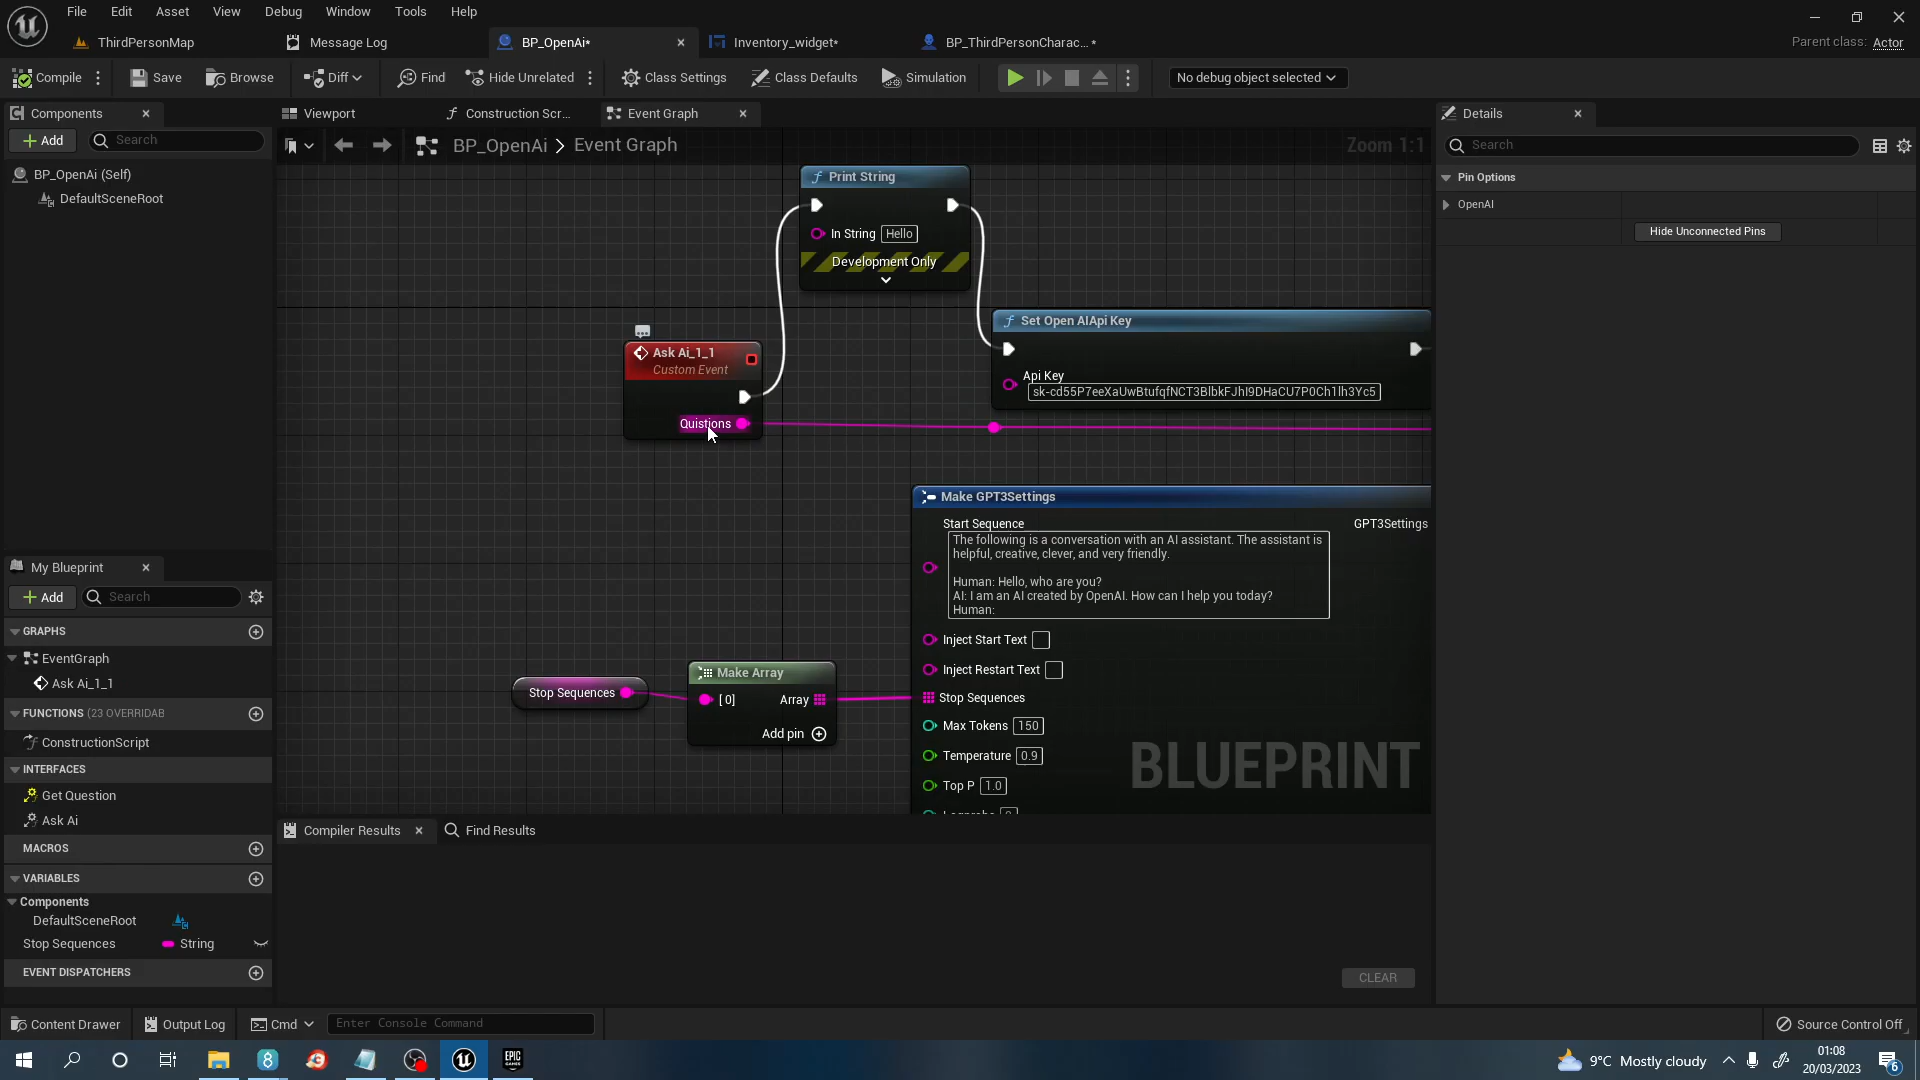 File Edit Asset View Debug Window Tools Help
ThirdPersonMap Message Log BP_OpenAi* Inventory_widget* BP_ThirdPersonCharac...*
Parent class: Actor
Compile Save Browse Diff Find Hide Unrelated Class Settings Class Defaults Simulation No debug object selected
Components
Add Search
BP_OpenAi (Self)
DefaultSceneRoot
Viewport Construction Scr... Event Graph
BP_OpenAi > Event Graph
Zoom 1:1
Print String
In String Hello
Development Only
Ask Ai_1_1
Custom Event
Quistions
Set Open AIApi Key
Api Key
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
Make GPT3Settings
Start Sequence GPT3Settings
The following is a conversation with an AI assistant. The assistant is
helpful, creative, clever, and very friendly.
Human: Hello, who are you?
AI: I am an AI created by OpenAI. How can I help you today?
Human:
Inject Start Text
Inject Restart Text
Stop Sequences
Max Tokens 150
Temperature 0.9
Top P 1.0
Stop Sequences
Make Array
[0] Array
Add pin
BLUEPRINT
My Blueprint
Add Search
GRAPHS
EventGraph
Ask Ai_1_1
FUNCTIONS (23 OVERRIDAB
ConstructionScript
INTERFACES
Get Question
Ask Ai
MACROS
VARIABLES
Components
DefaultSceneRoot
Stop Sequences String
EVENT DISPATCHERS
Compiler Results Find Results
CLEAR
Details
Search
Pin Options
OpenAI
Hide Unconnected Pins
Content Drawer Output Log Cmd Enter Console Command Source Control Off
EPIC
GAMES
9°C Mostly cloudy
01:08
20/03/2023
6